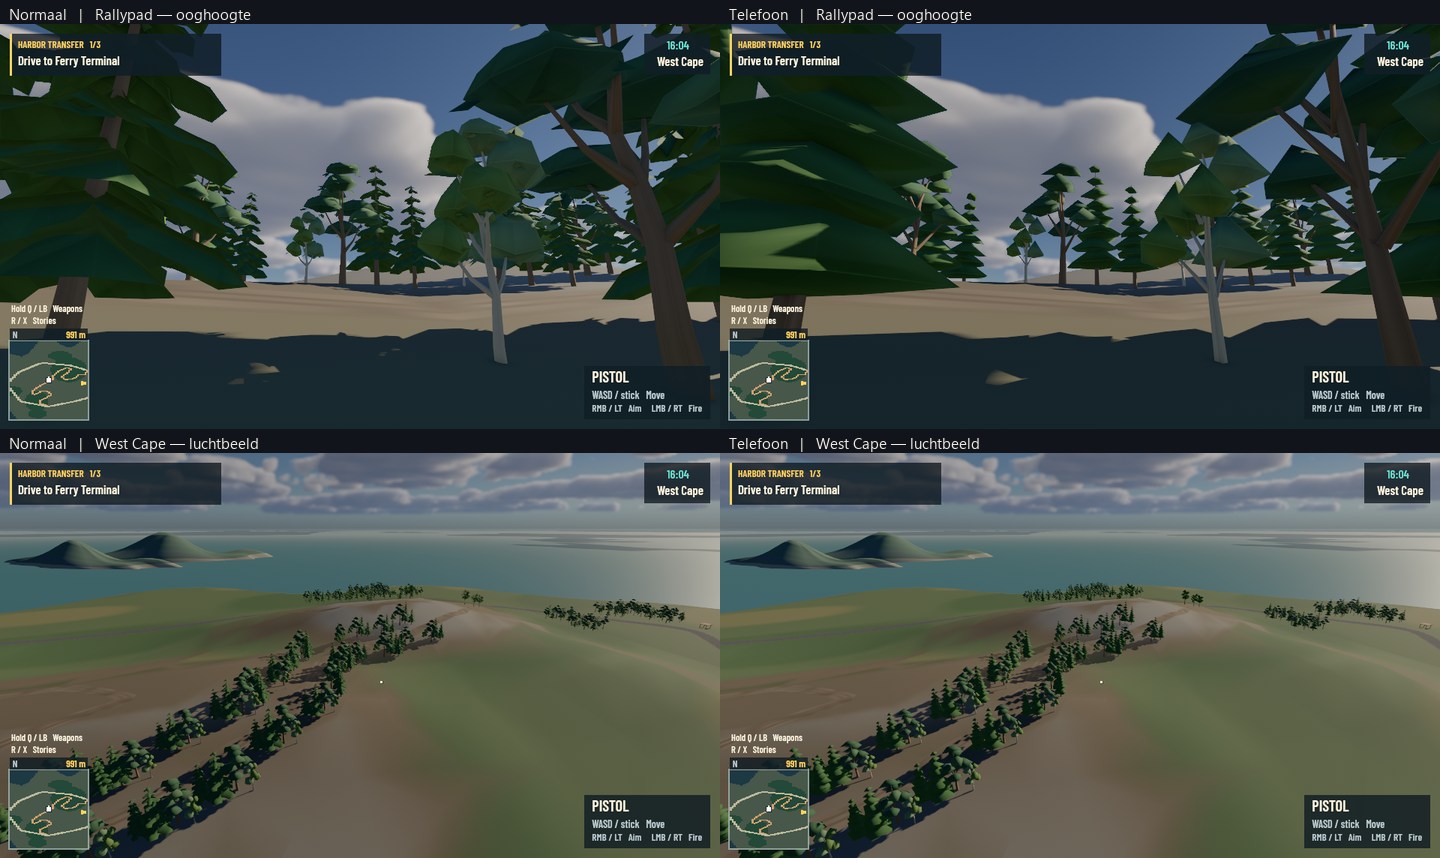 Normaal | Rallypad — ooghoogte
HARBOR TRANSFER 1/3
Drive to Ferry Terminal
16:04
West Cape
Hold Q / LB Weapons
R / X Stories
N 991 m
PISTOL
WASD / stick Move
RMB / LT Aim LMB / RT Fire
Telefoon | Rallypad — ooghoogte
HARBOR TRANSFER 1/3
Drive to Ferry Terminal
16:04
West Cape
Hold Q / LB Weapons
R / X Stories
N 991 m
PISTOL
WASD / stick Move
RMB / LT Aim LMB / RT Fire
Normaal | West Cape — luchtbeeld
HARBOR TRANSFER 1/3
Drive to Ferry Terminal
16:04
West Cape
Hold Q / LB Weapons
R / X Stories
N 991 m
PISTOL
WASD / stick Move
RMB / LT Aim LMB / RT Fire
Telefoon | West Cape — luchtbeeld
HARBOR TRANSFER 1/3
Drive to Ferry Terminal
16:04
West Cape
Hold Q / LB Weapons
R / X Stories
N 991 m
PISTOL
WASD / stick Move
RMB / LT Aim LMB / RT Fire